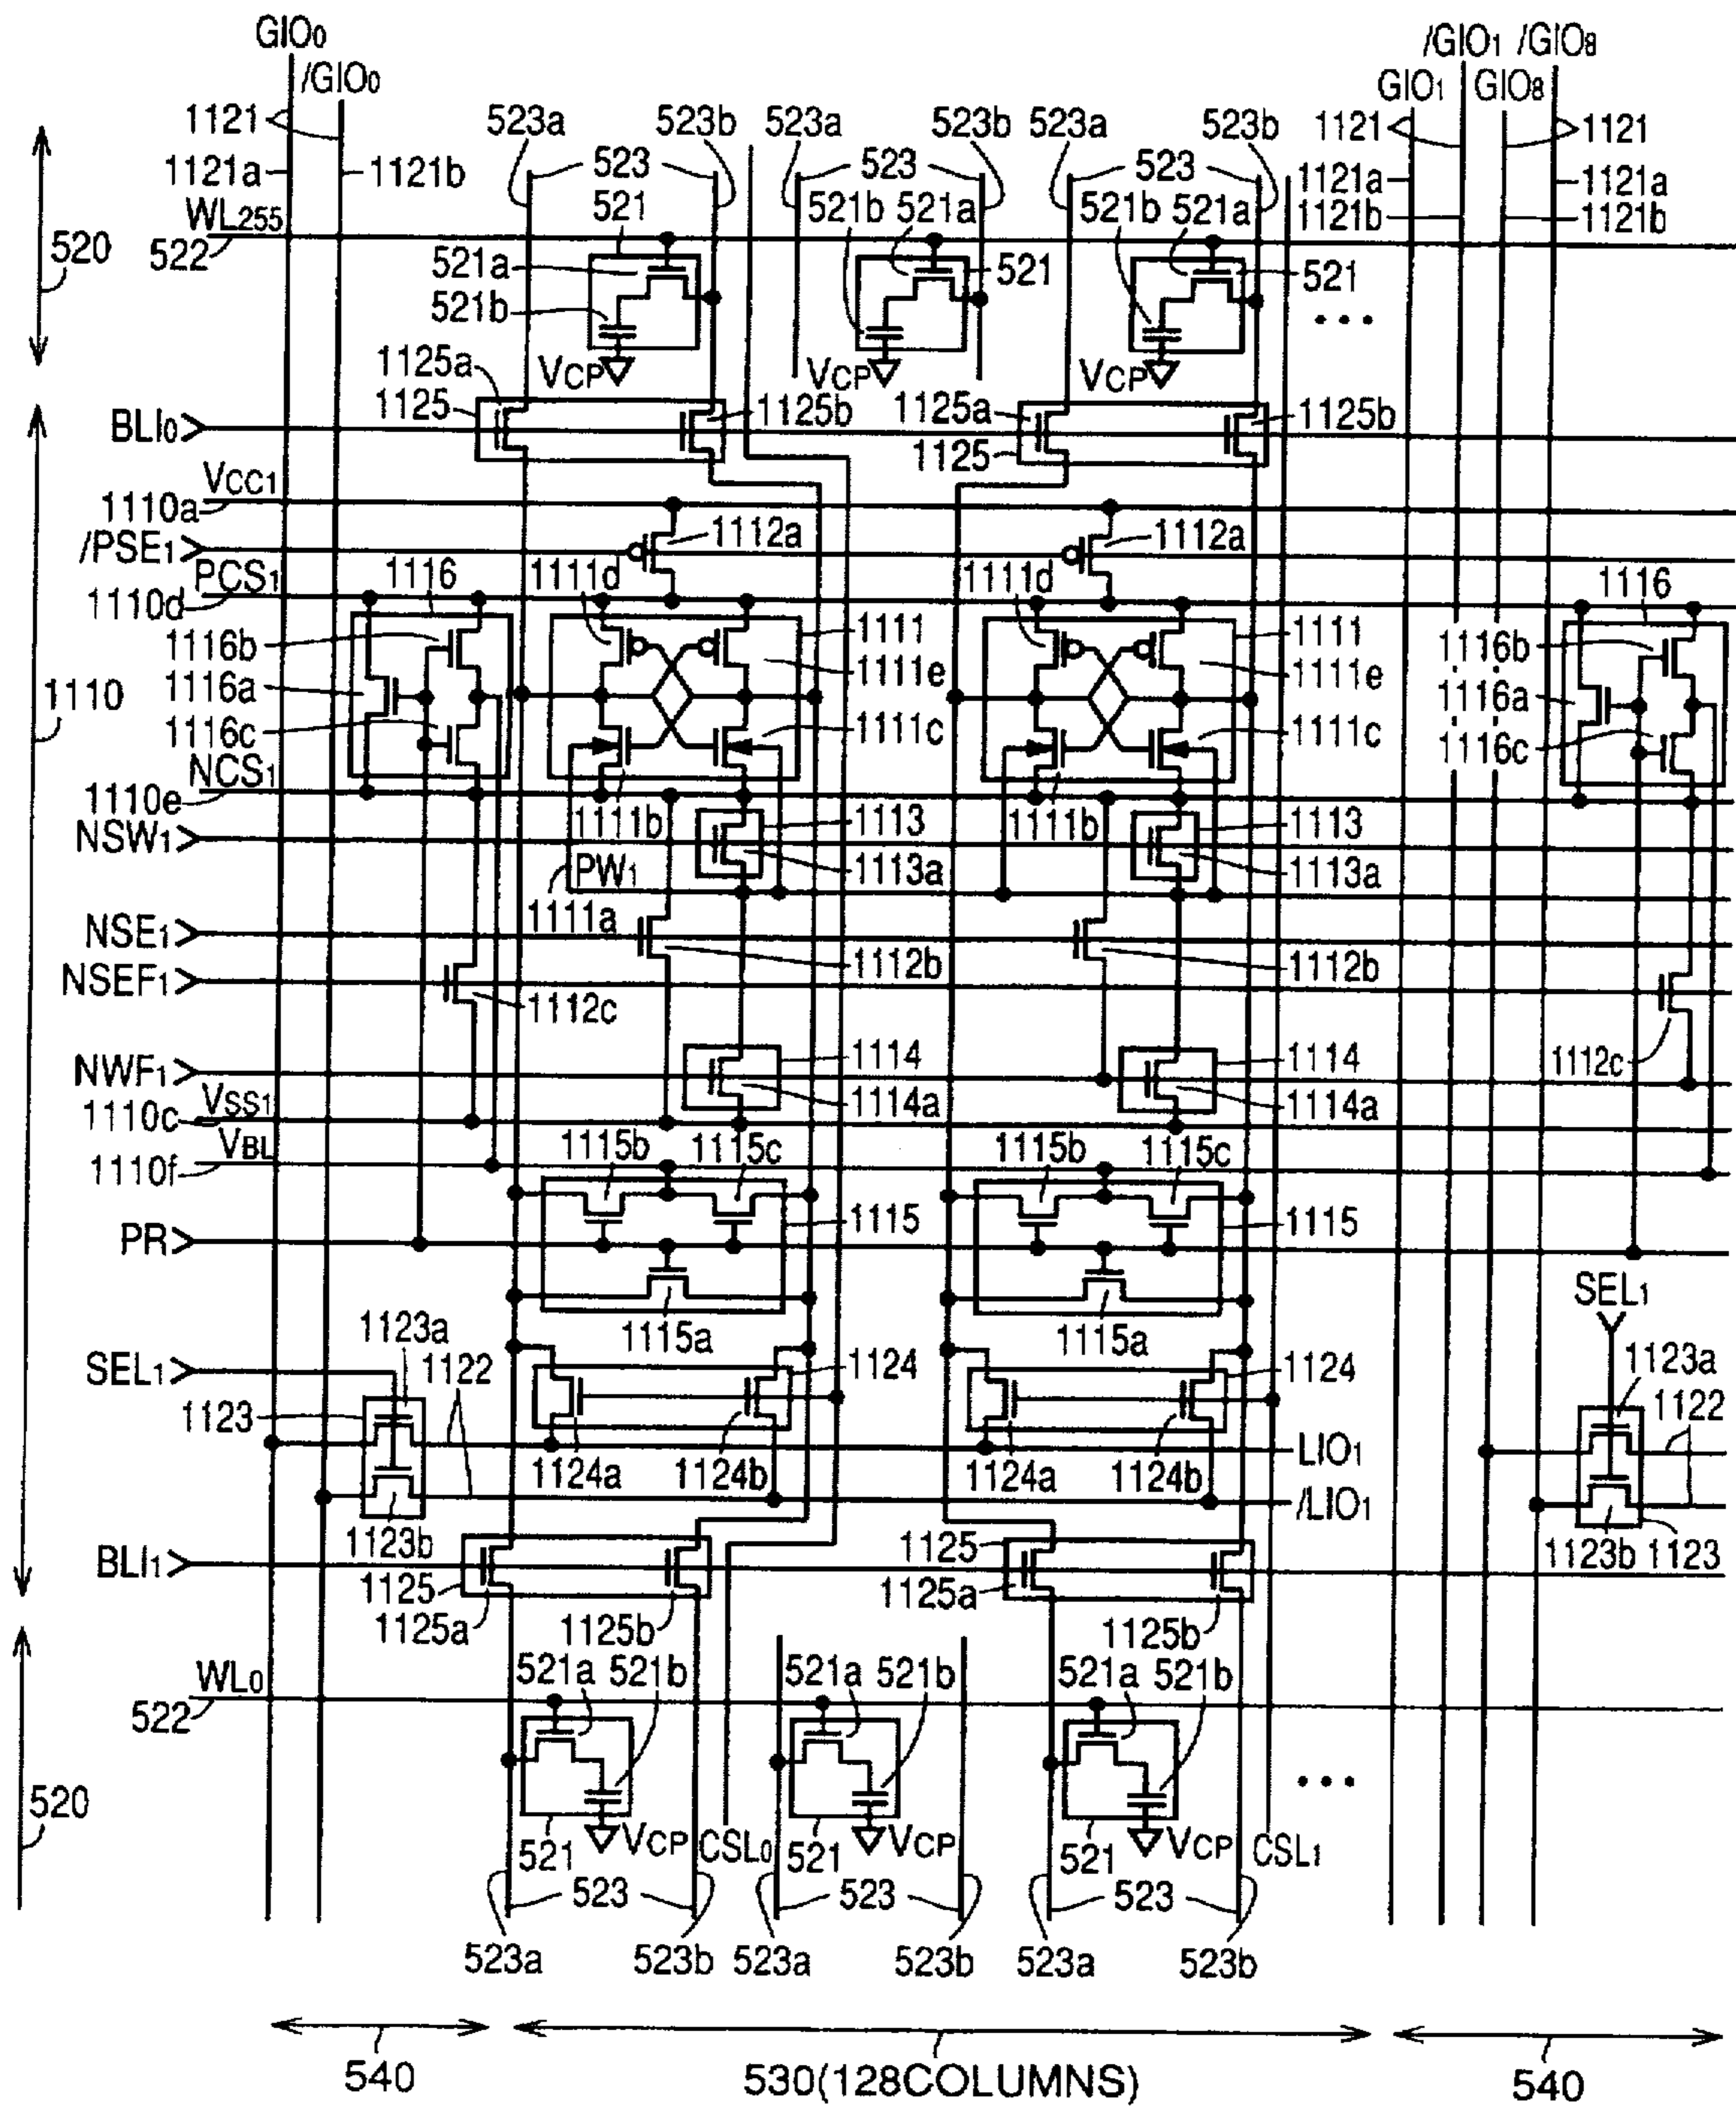 GIO0
/GIO0
/GIO1 /GIO8
GIO1 GIO8
1121
523a 523b 523a 523b 523a 523b 1121 1121
1121a 1121b 523 523 523 1121a 1121a
521 521b 521a 521b 521a 1121b 1121b
WL255
520 522
521a 521 521
521b ...
VCP VCP VCP
1125a
1125 1125b 1125a 1125b
BLI0
1125
VCC1
1110a
/PSE1 1112a 1112a
PCS1 1116 1111d 1111d 1116
1110d
1116b 1111 1111 1116b
1111e 1111e
1110 1116a 1116a
1116c 1111c 1111c 1116c
NCS1
1110e
NSW1 1111b 1113 1111b 1113
PW1 1113a 1113a
1111a
NSE1
1112b 1112b
NSEF1
1112c
NWF1 1114 1114 1112c
VSS1 1114a 1114a
1110c
VBL 1115b 1115c 1115b 1115c
1110f
1115 1115
PR
SEL1
1123a 1115a 1115a
SEL1 1122 1124 1124 1123a
1123 1122
LIO1
1124a 1124b 1124a 1124b
/LIO1
1123b 1125 1123b 1123
BLI1
1125 1125a
1125a 1125b 1125b
WL0 521a 521b 521a 521b 521a 521b
522
520 ...
521 VCP CSL0 521 VCP 521 VCP CSL1
523 523 523
523a 523b 523a 523b 523a 523b
540 530(128COLUMNS) 540